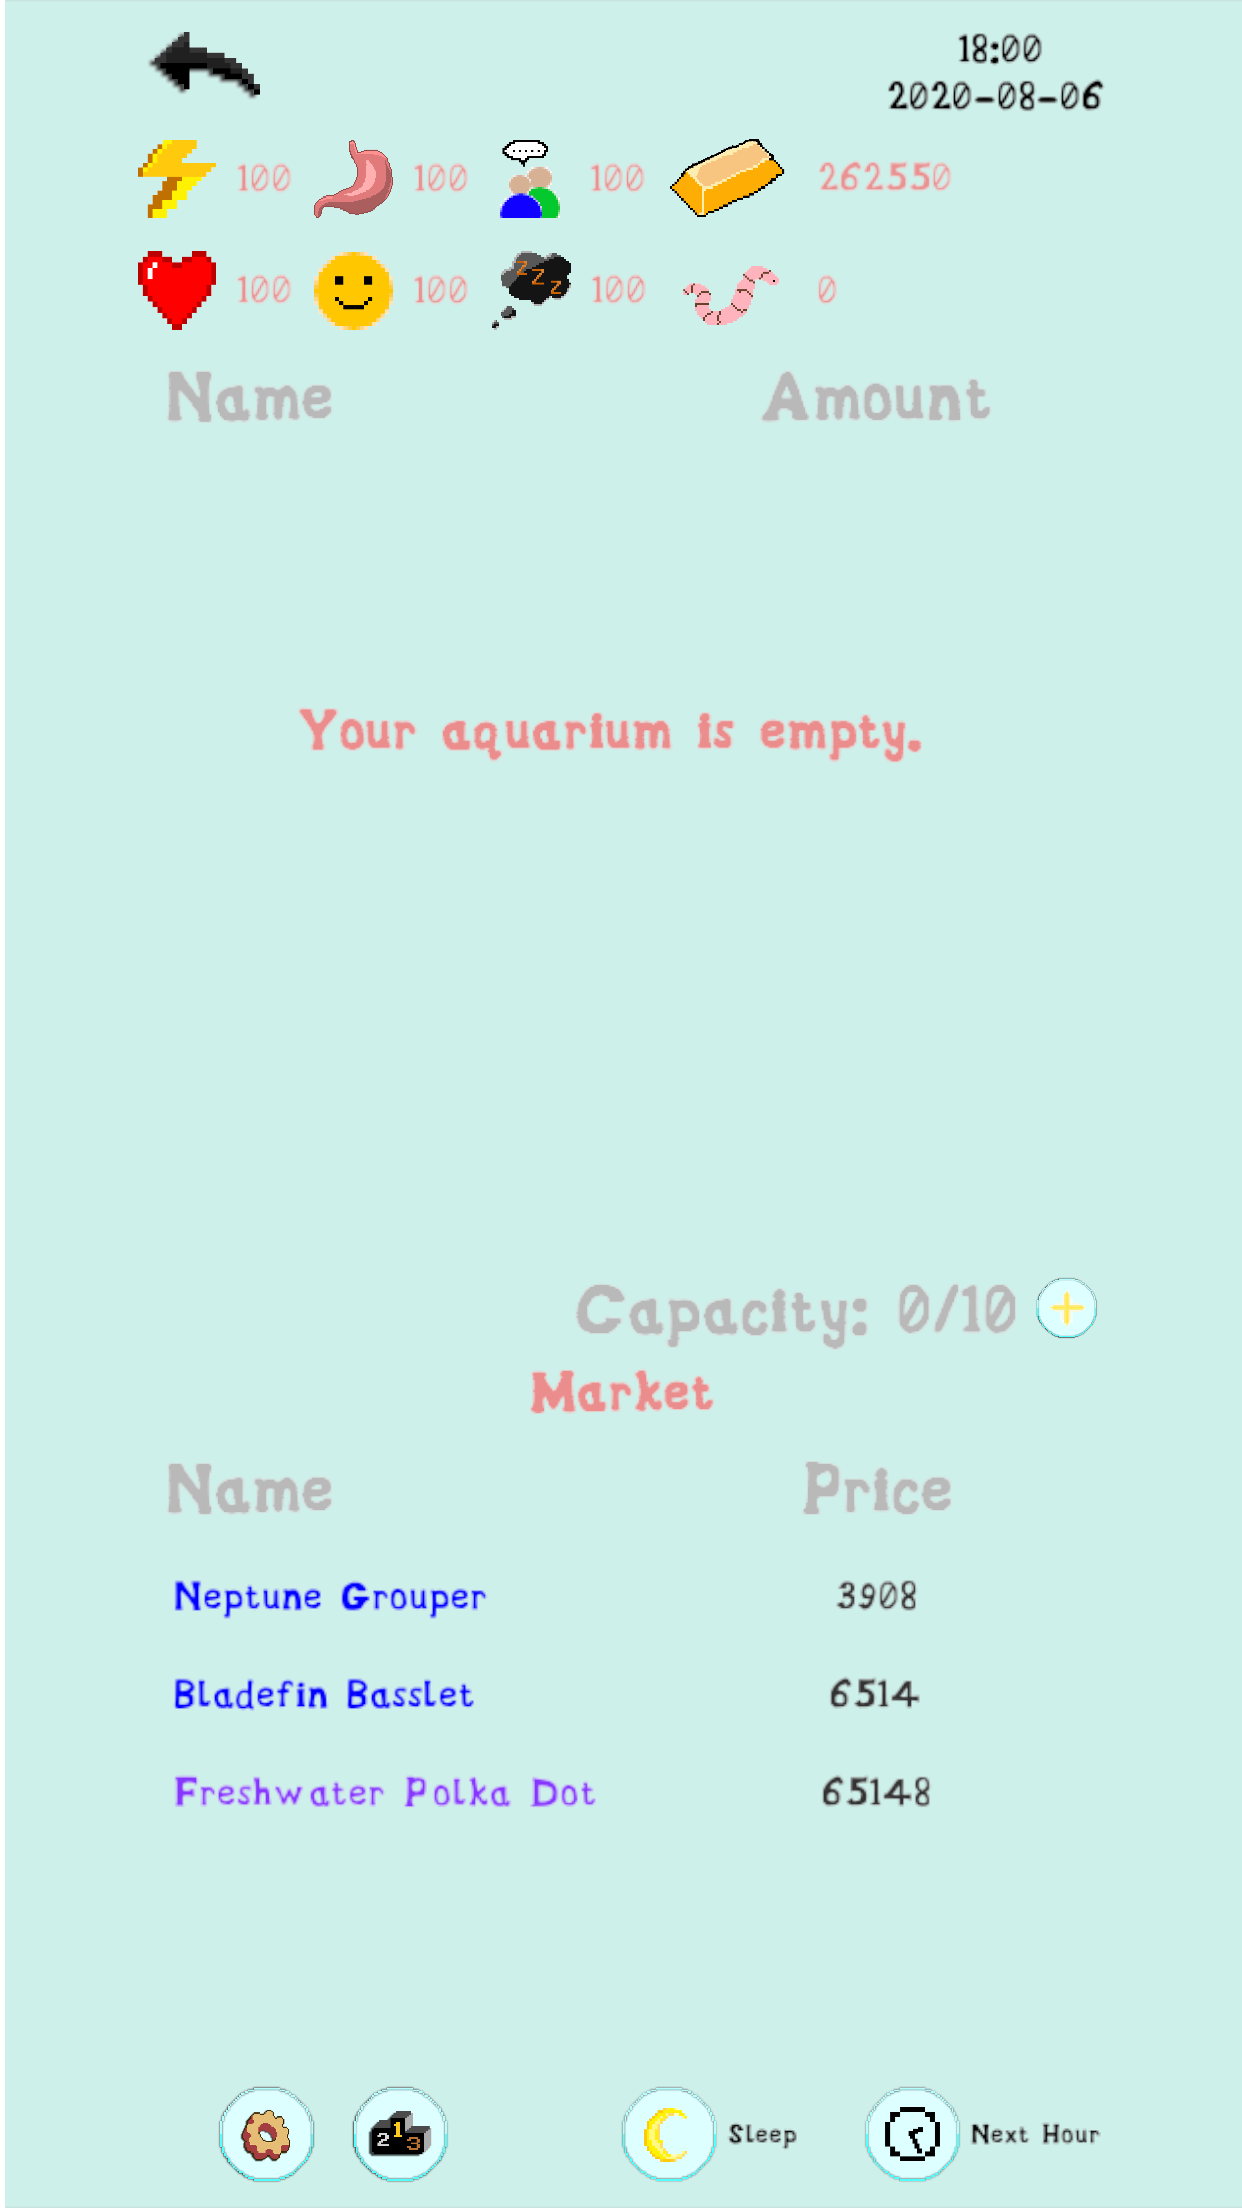 18:00
2020-08-06
100 100 100 262550
zzz
100 100 100 0
Name Amount
Your aquarium is empty.
Capacity: 0/10 +
Market
Name Price
Neptune Grouper 3908
Bladefin Basslet 6514
Freshwater Polka Dot 65148
2 1 3 Sleep Next Hour